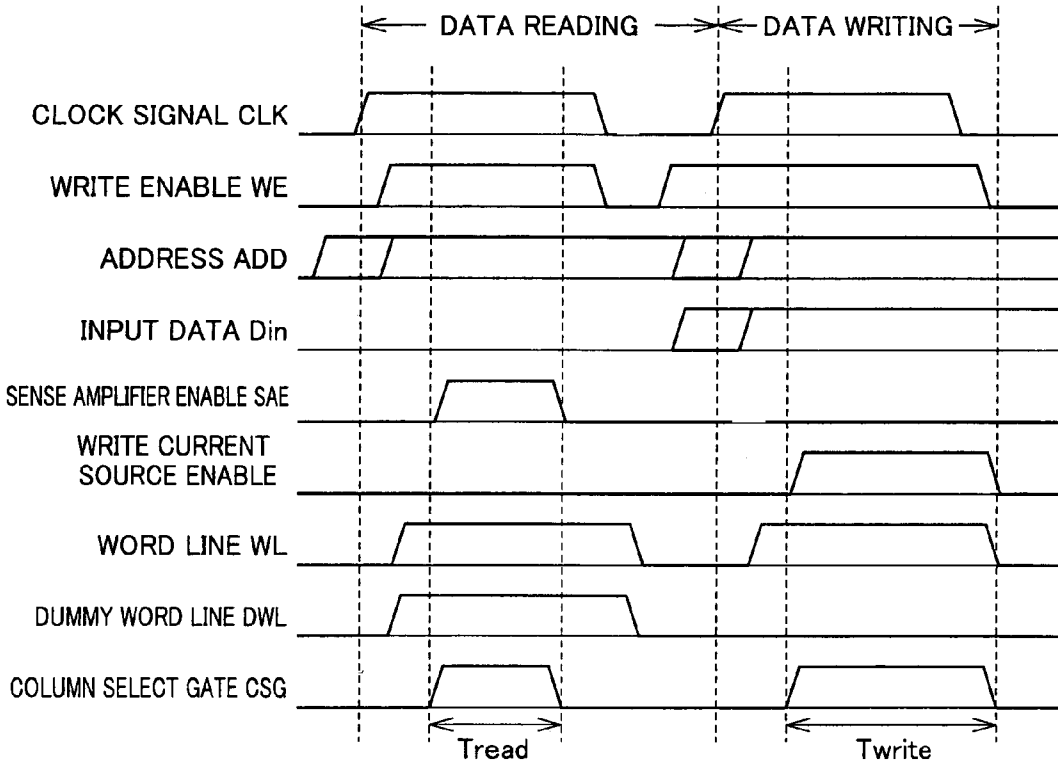 DATA READING
DATA WRITING
CLOCK SIGNAL CLK
WRITE ENABLE WE
ADDRESS ADD
INPUT DATA Din
SENSE AMPLIFIER ENABLE SAE
WRITE CURRENT
SOURCE ENABLE
WORD LINE WL
DUMMY WORD LINE DWL
COLUMN SELECT GATE CSG
Tread
Twrite